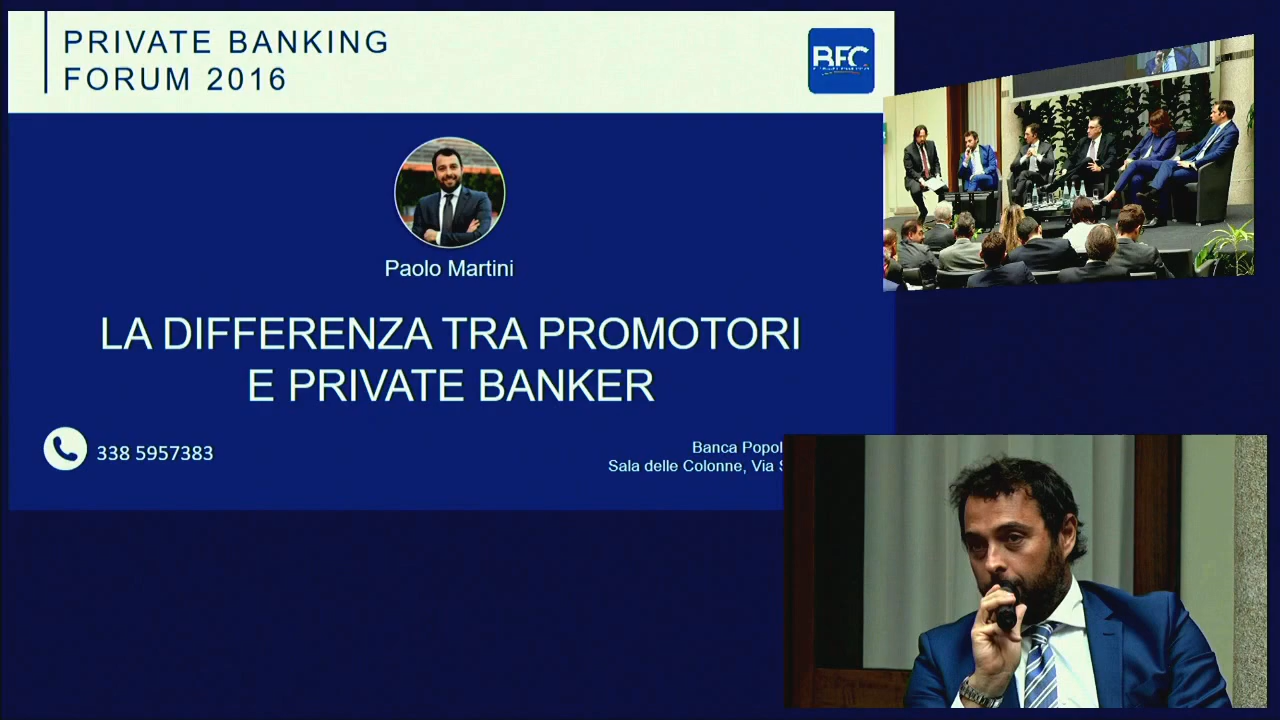 PRIVATE BANKING
FORUM 2016
BFC
Paolo Martini
LA DIFFERENZA TRA PROMOTORI
E PRIVATE BANKER
338 5957383
Banca Popol
Sala delle Colonne, Via S